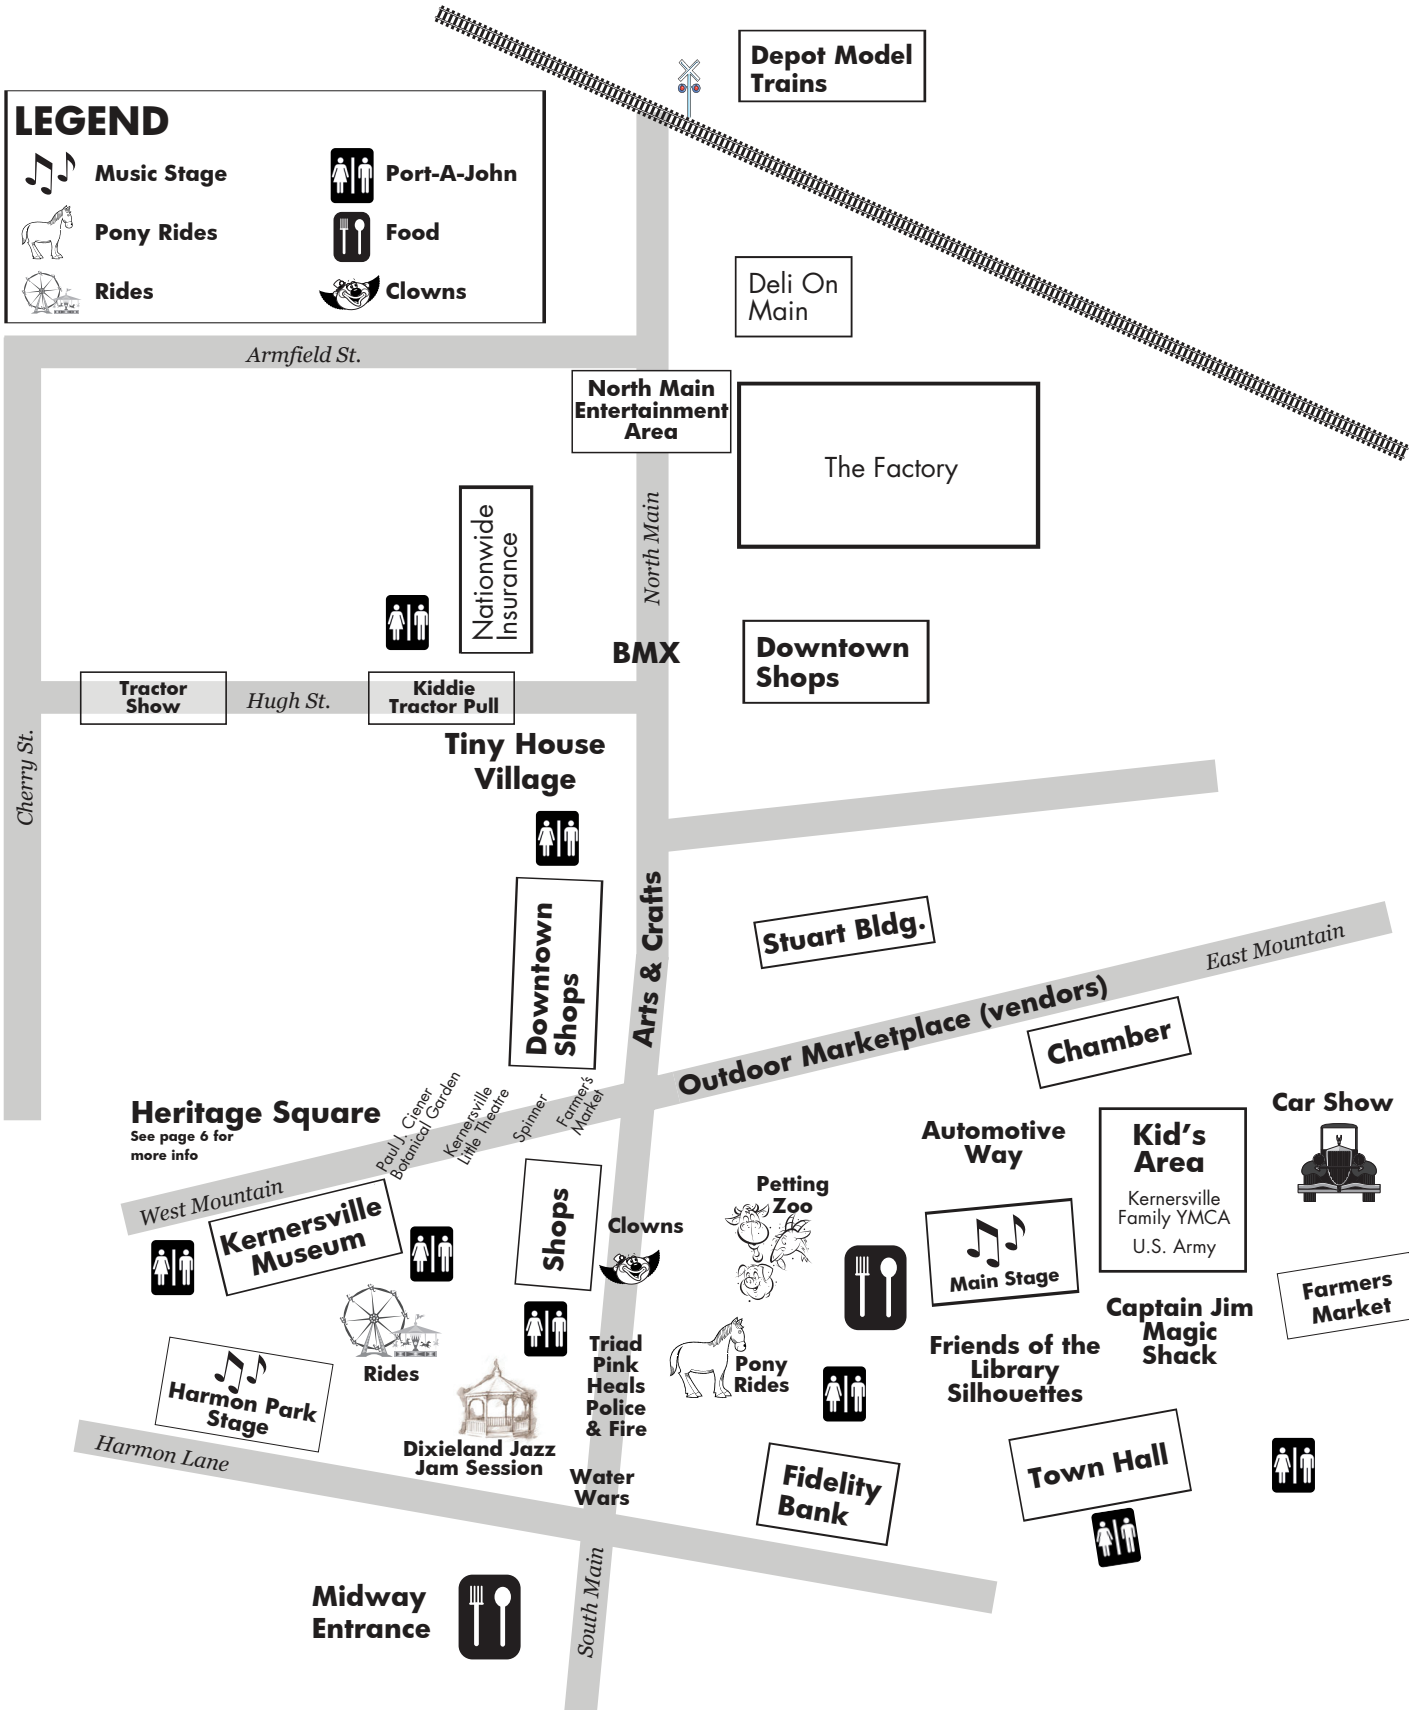 Depot Model
Trains
LEGEND
Music Stage
Port-A-John
Pony Rides
Food
Rides
Clowns
Deli On
Main
Armfield St.
North Main
Entertainment
Area
The Factory
Nationwide
Insurance
North Main
BMX
Downtown
Shops
Tractor
Show
Hugh St.
Kiddie
Tractor Pull
Tiny House
Village
Cherry St.
Downtown
Shops
Arts & Crafts
Stuart Bldg.
East Mountain
Outdoor Marketplace (vendors)
Chamber
Heritage Square
See page 6 for
more info
Paul J. Ciener
Botanical Garden
Kernersville
Little Theatre
Spinner
Farmer's
Market
West Mountain
Kernersville
Museum
Shops
Clowns
Petting
Zoo
Automotive
Way
Kid's
Area
Kernersville
Family YMCA
U.S. Army
Car Show
Main Stage
Farmers
Market
Captain Jim
Magic
Shack
Rides
Harmon Park
Stage
Triad
Pink
Heals
Police
& Fire
Pony
Rides
Friends of the
Library
Silhouettes
Harmon Lane
Dixieland Jazz
Jam Session
Water
Wars
Fidelity
Bank
Town Hall
Midway
Entrance
South Main